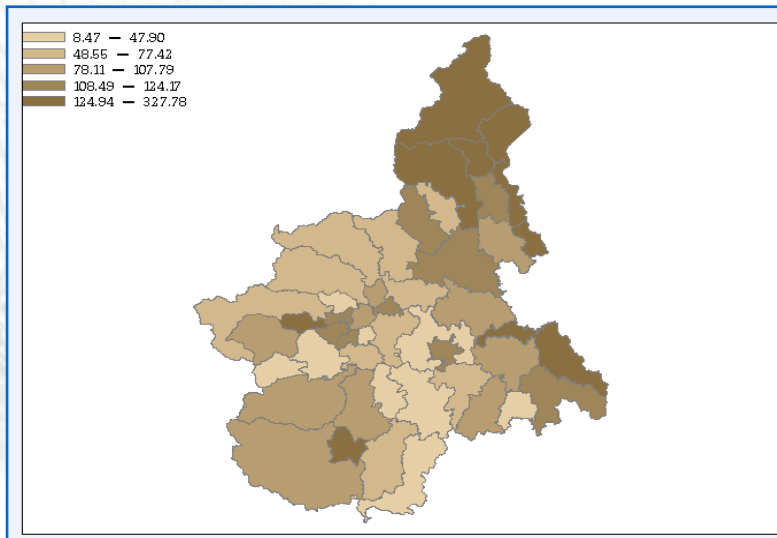 8.47 – 47.90
48.55 – 77.42
78.11 – 107.79
108.49 – 124.17
124.94 – 327.78